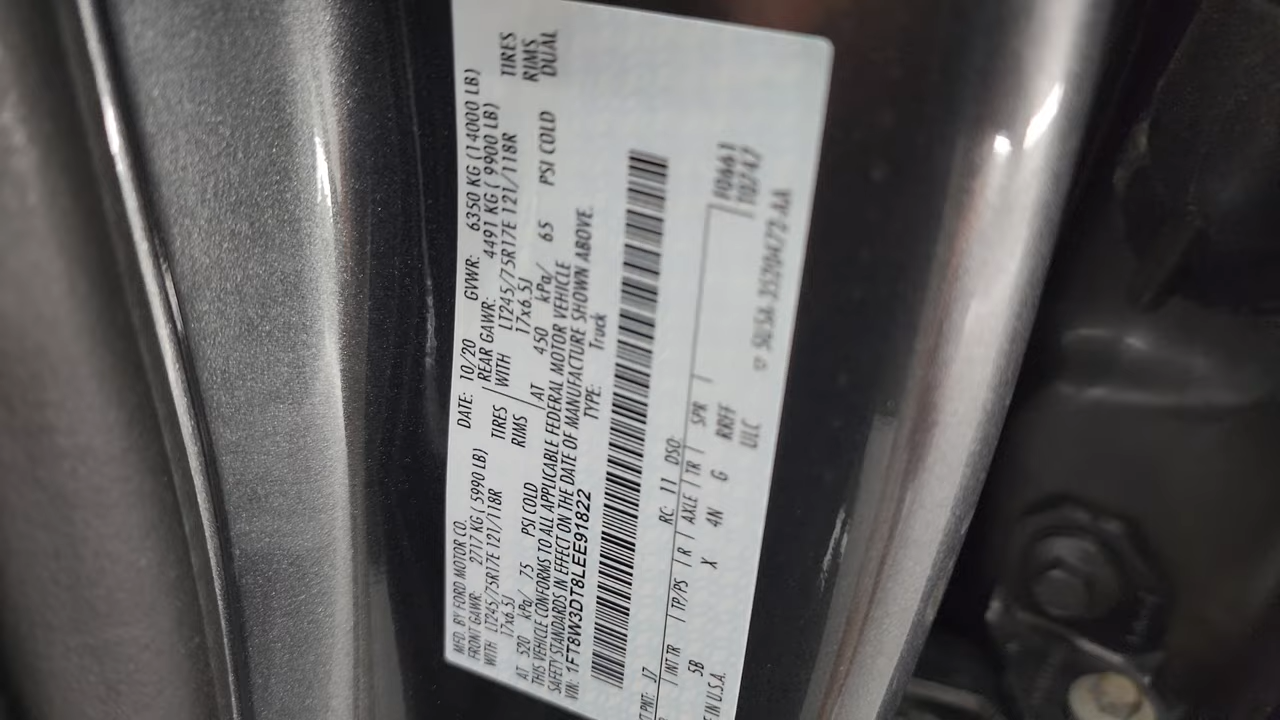 MFD. BY FORD MOTOR CO. DATE: 10/20 GVWR: 6350 KG (14000 LB)
FRONT GAWR: 2717 KG ( 5990 LB) REAR GAWR: 4491 KG ( 9900 LB)
WITH LT245/75R17E 121/118R TIRES WITH LT245/75R17E 121/118R TIRES
17x6.5J RIMS 17x6.5J RIMS
AT 520 kPa/ 75 PSI COLD AT 450 kPa/ 65 PSI COLD DUAL
THIS VEHICLE CONFORMS TO ALL APPLICABLE FEDERAL MOTOR VEHICLE
SAFETY STANDARDS IN EFFECT ON THE DATE OF MANUFACTURE SHOWN ABOVE.
VIN: 1FT8W3DT8LEE91822 TYPE: Truck
PNT: J7 RC: 11 DSO: F0661
MTR TP/PS R AXLE TR SPR 10747
5B X 4N G RRFF
IN U.S.A. ULC 5U5A-3520472-AA